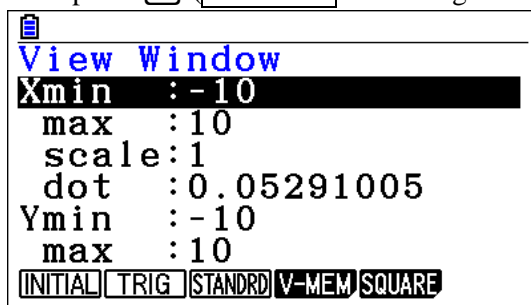 View Window
Xmin :-10
max :10
scale:1
dot :0.05291005
Ymin :-10
max :10
INITIAL TRIG STANDRD V-MEM SQUARE